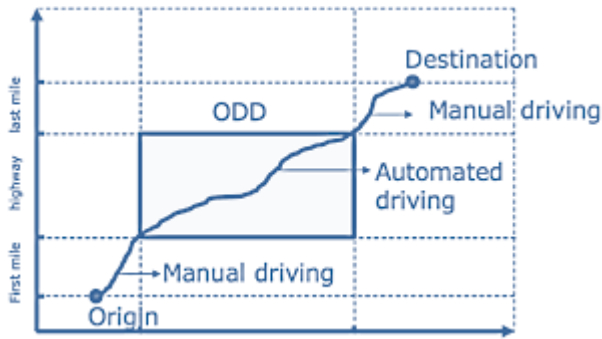 Destination
last mile
ODD
Manual driving
highway
Automated
driving
First mile
Manual driving
Origin